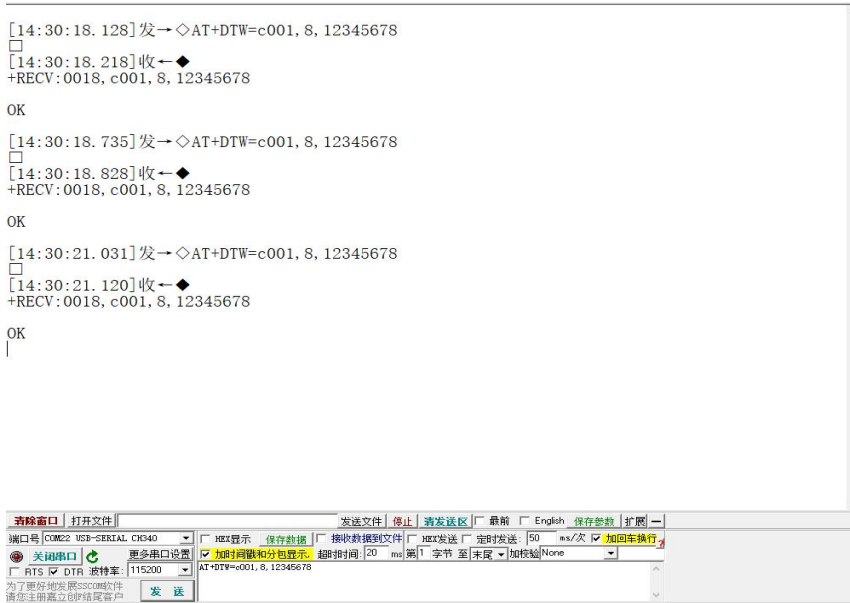 [14:30:18.128]发→◇AT+DTW=c001,8,12345678
□
[14:30:18.218]收←◆
+RECV:0018,c001,8,12345678
OK
[14:30:18.735]发→◇AT+DTW=c001,8,12345678
□
[14:30:18.828]收←◆
+RECV:0018,c001,8,12345678
OK
[14:30:21.031]发→◇AT+DTW=c001,8,12345678
□
[14:30:21.120]收←◆
+RECV:0018,c001,8,12345678
OK
清除窗口 打开文件 发送文件 停止 清发送区 最前 English 保存参数 扩展 —
端口号 COM22 USB-SERIAL CH340 HEX显示 保存数据 接收数据到文件 HEX发送 定时发送: 50 ms/次 加回车换行
关闭串口 更多串口设置 加时间戳和分包显示. 超时时间: 20 ms 第 1 字节 至 末尾 加校验 None
RTS DTR 波特率: 115200 AT+DTW=c001,8,12345678
为了更好地发展SSCOM软件
请您注册嘉立创F结尾客户
发 送